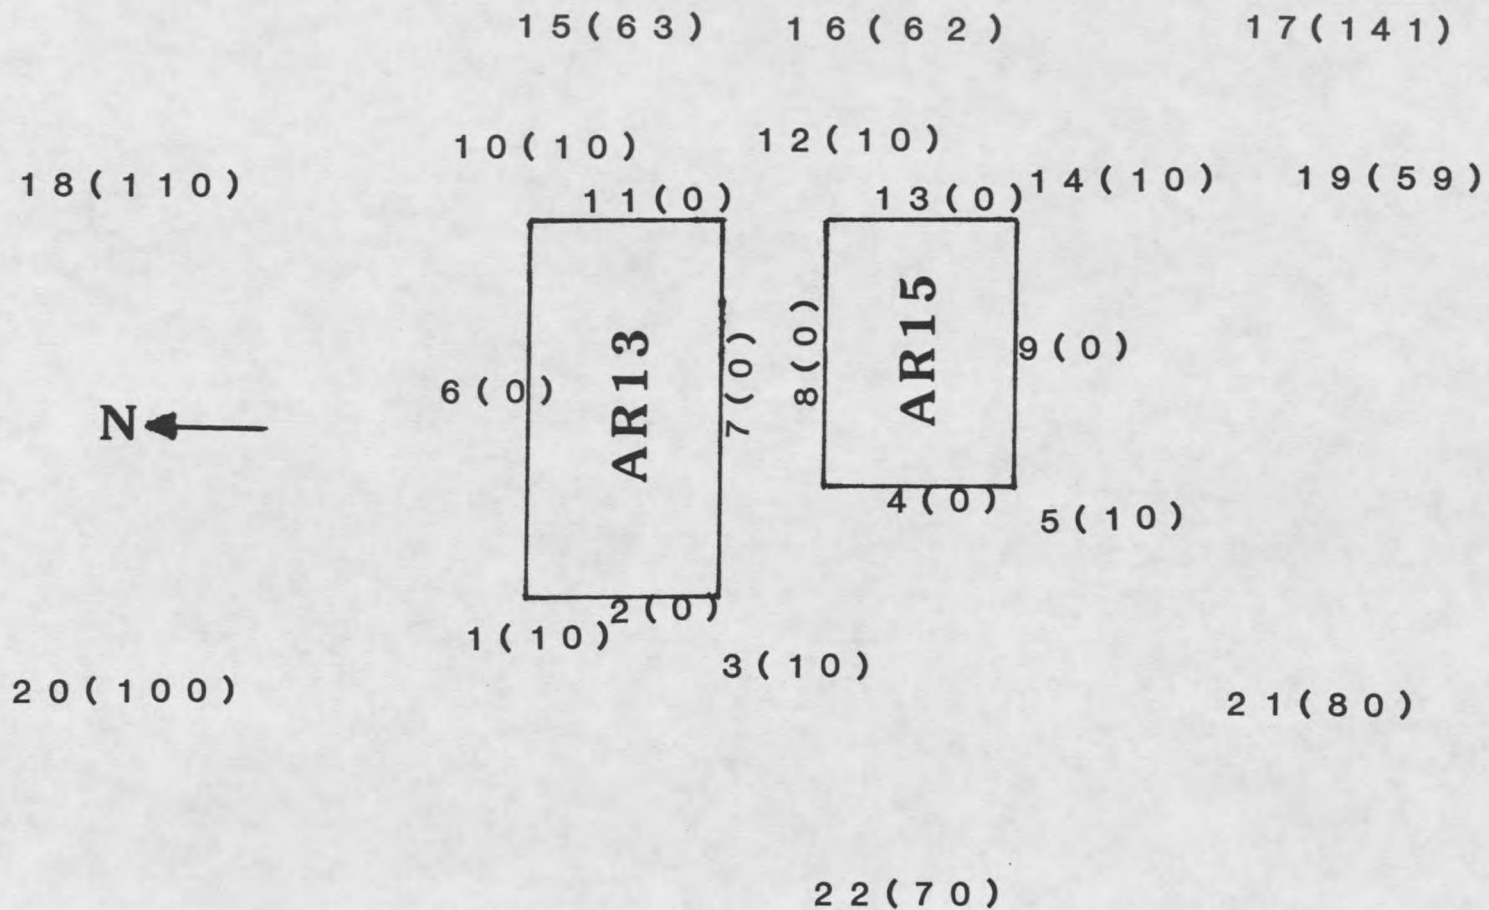 15(63) 16(62) 17(141)
10(10) 12(10)
18(110) 11(0) 13(0) 14(10) 19(59)
AR13 AR15
6(0) 7(0) 8(0) 9(0)
N
4(0) 5(10)
1(10) 2(0) 3(10)
20(100) 21(80)
22(70)